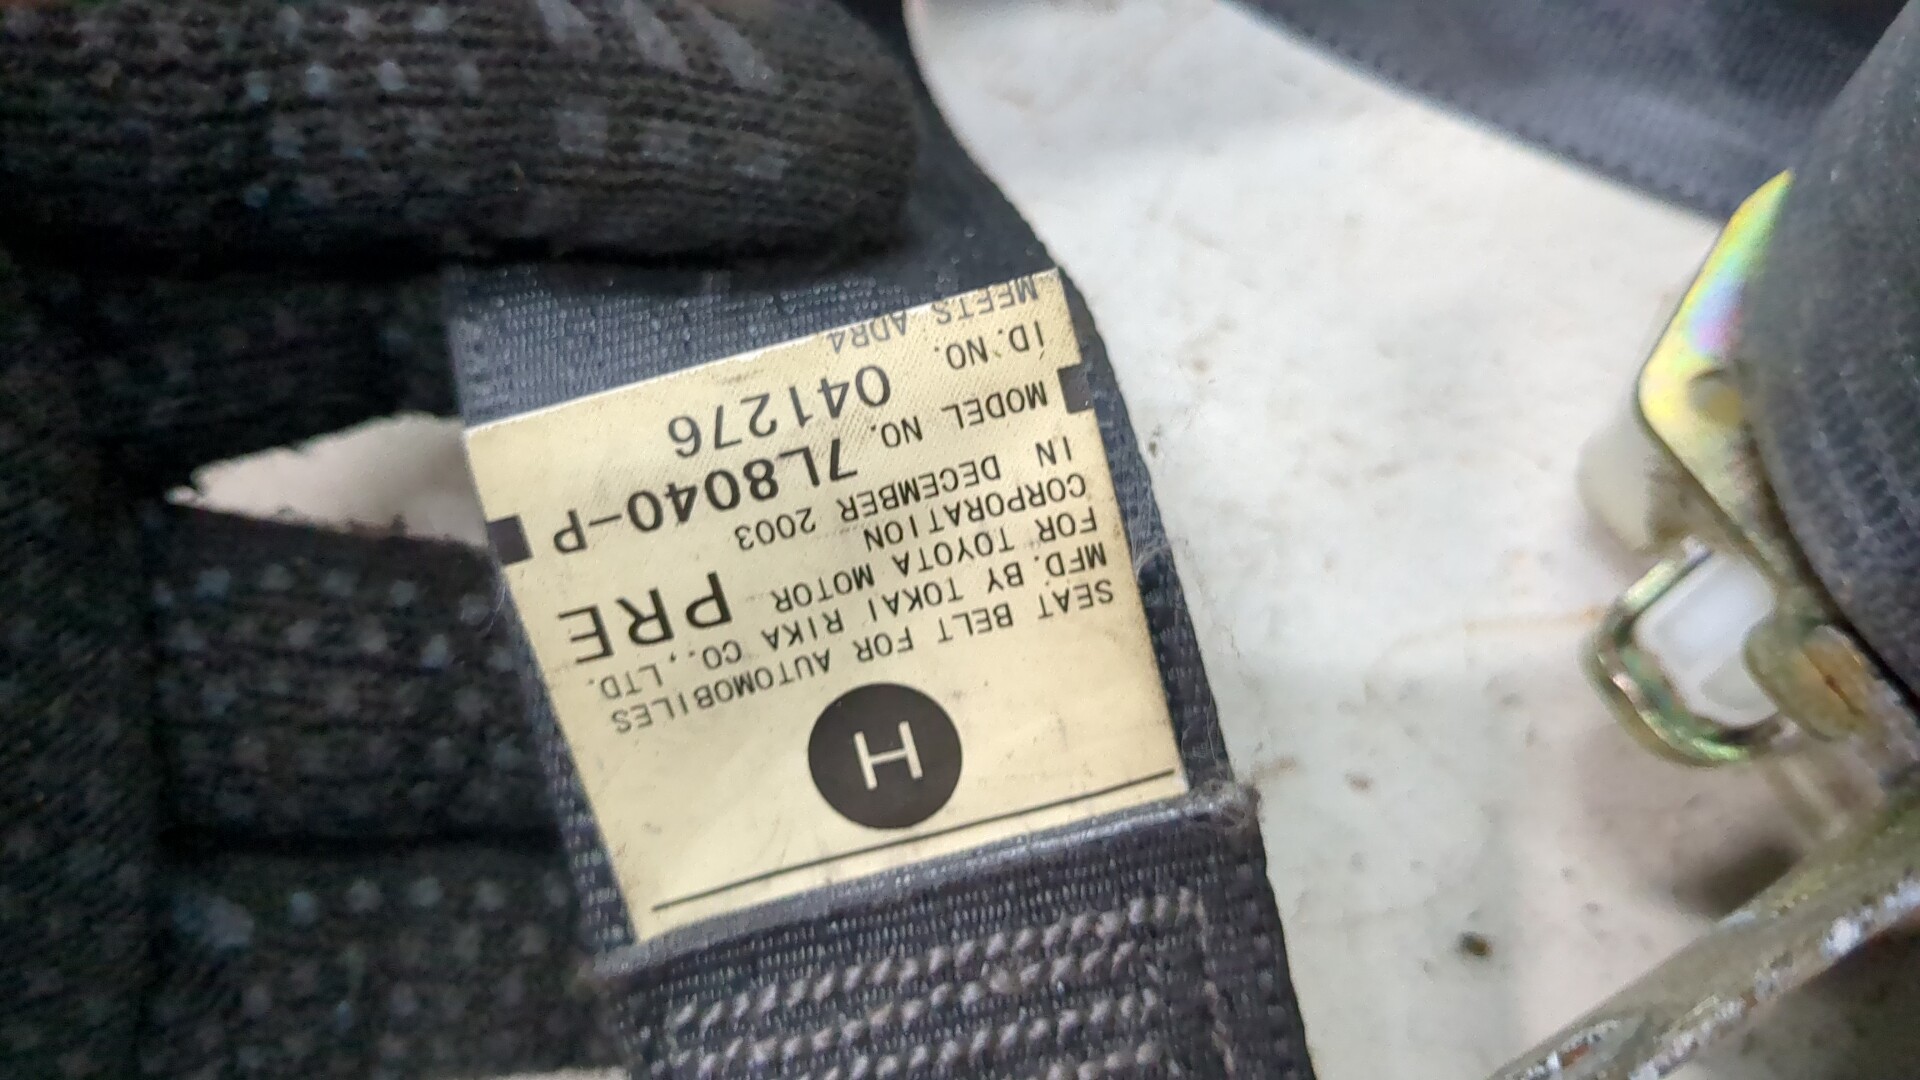 H
SEAT BELT FOR AUTOMOBILES
MFD. BY TOKAI RIKA CO., LTD.
FOR TOYOTA MOTOR
CORPORATION
PRE
IN DECEMBER 2003
MODEL NO. 7L8040-P
ID. NO. 041276
MEETS ADR4